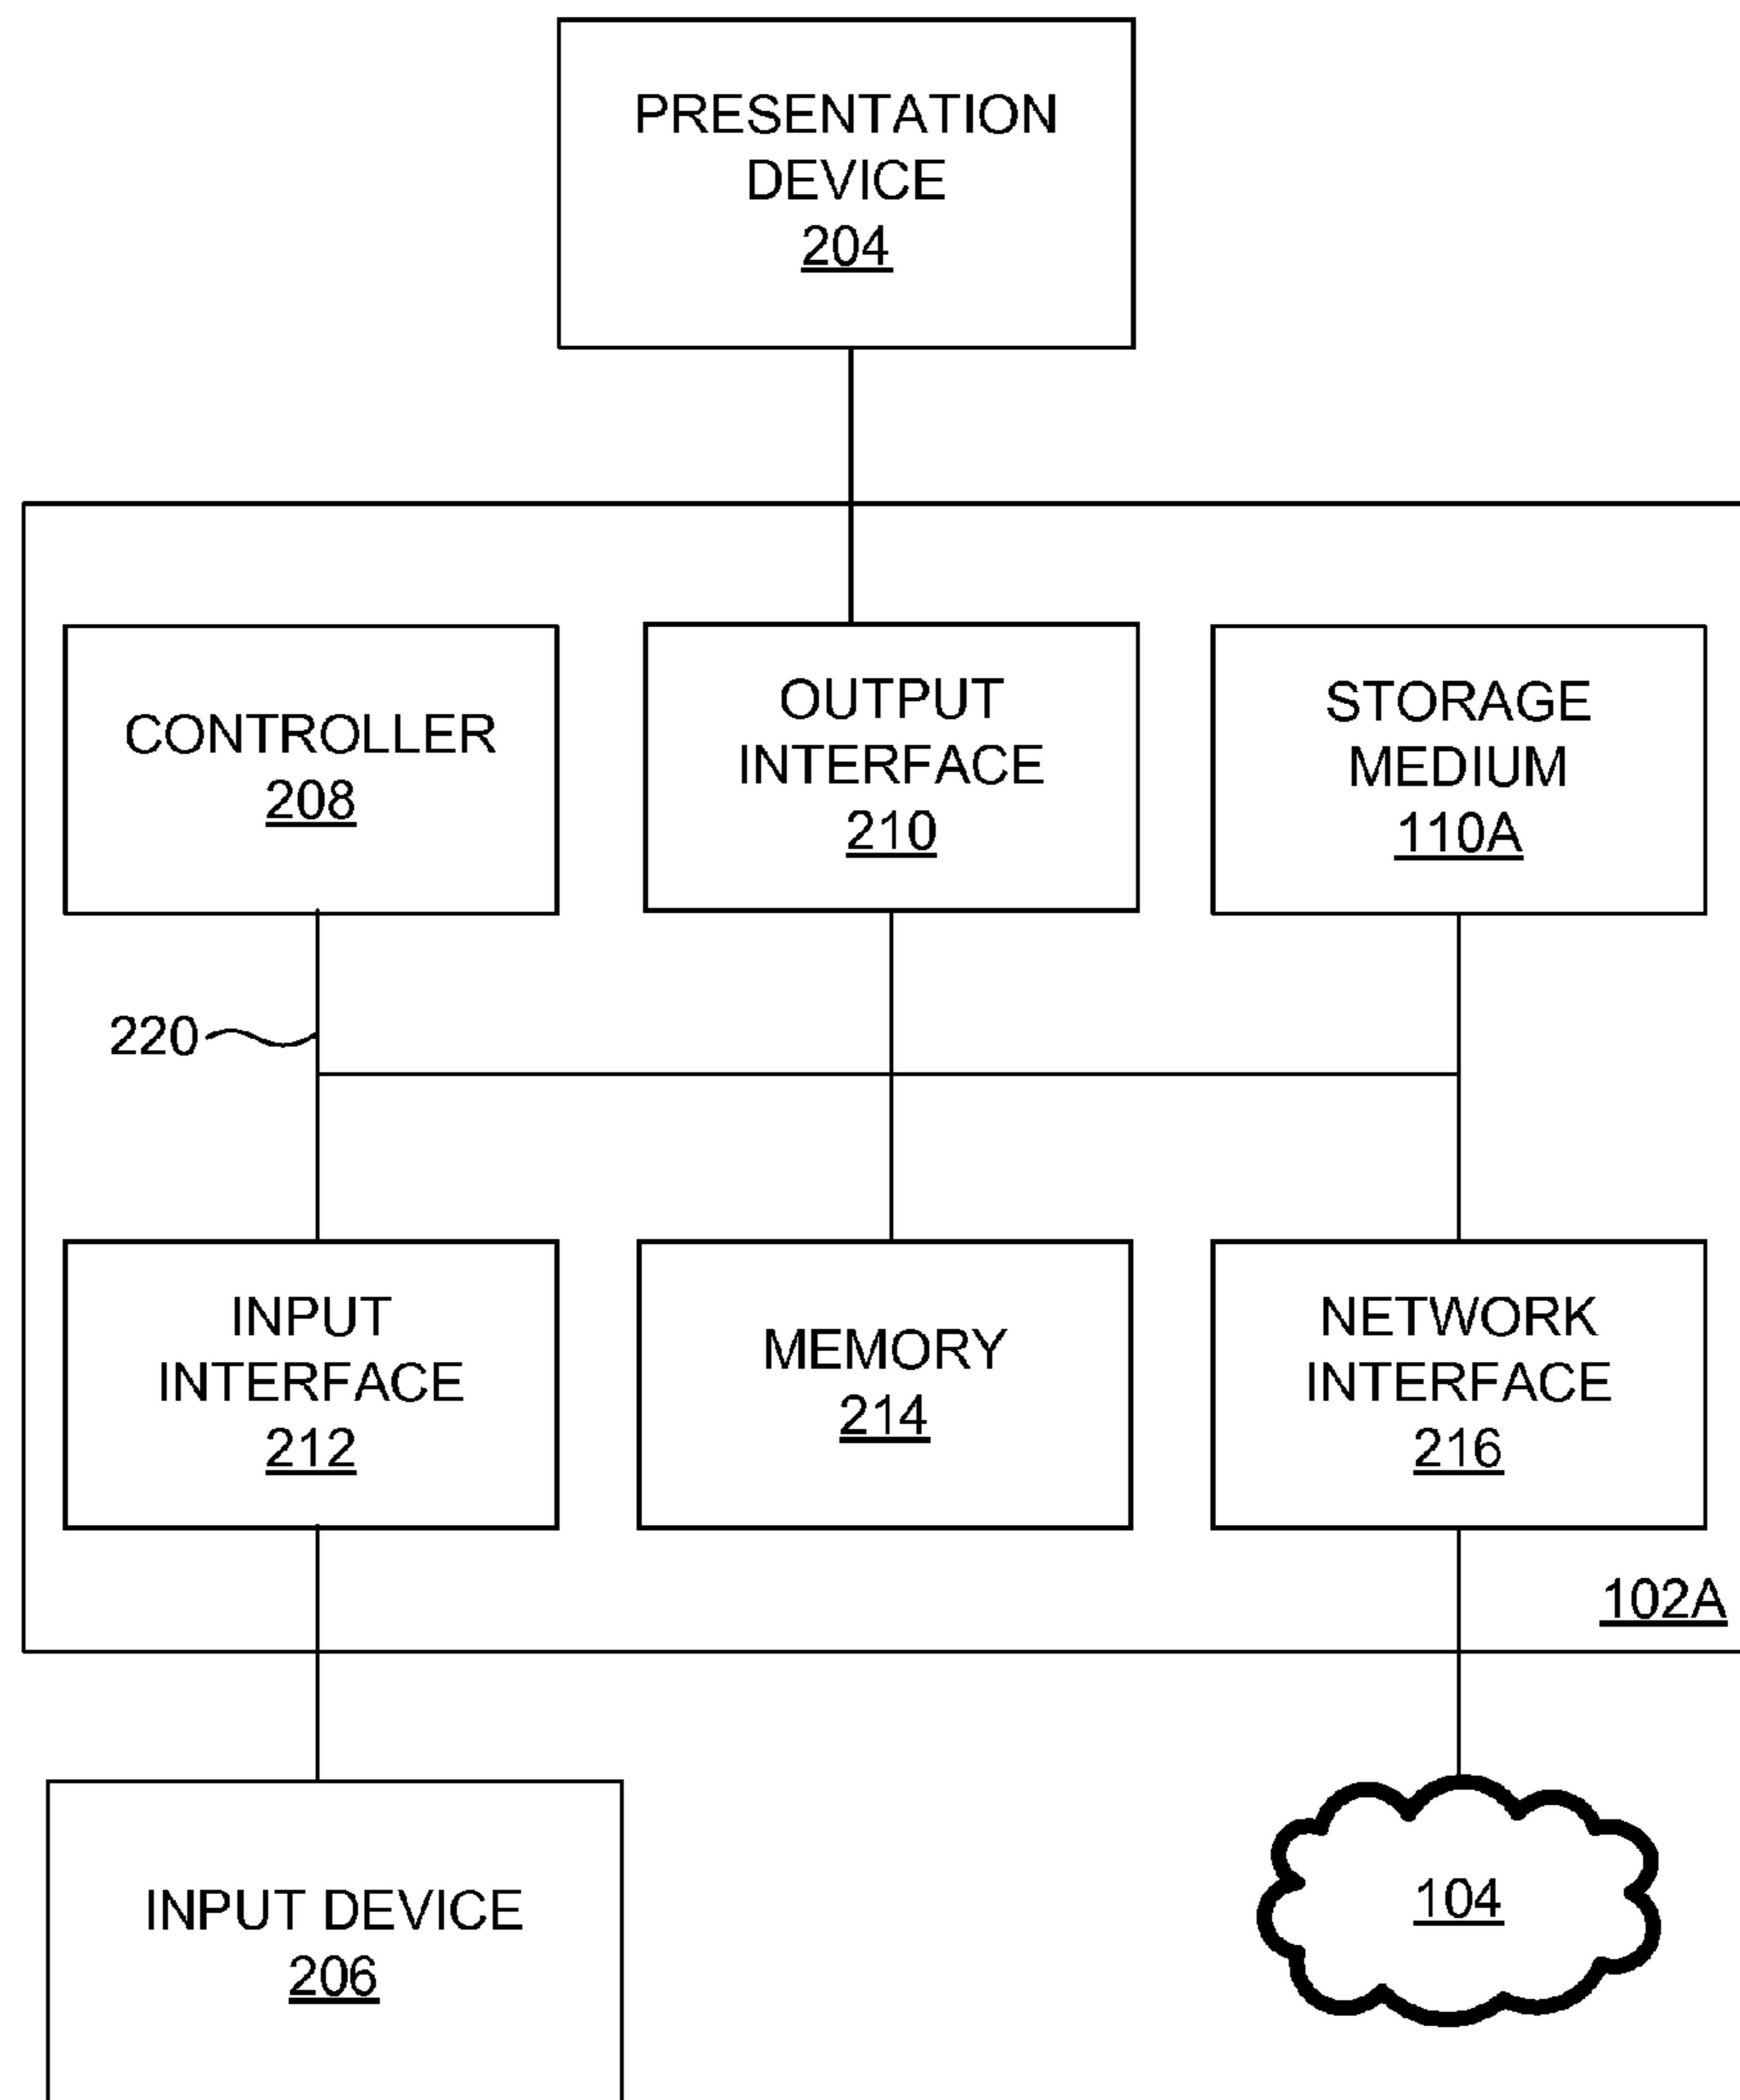 PRESENTATION
DEVICE
204
CONTROLLER
208
OUTPUT
INTERFACE
210
STORAGE
MEDIUM
110A
220
INPUT
INTERFACE
212
MEMORY
214
NETWORK
INTERFACE
216
102A
INPUT DEVICE
206
104